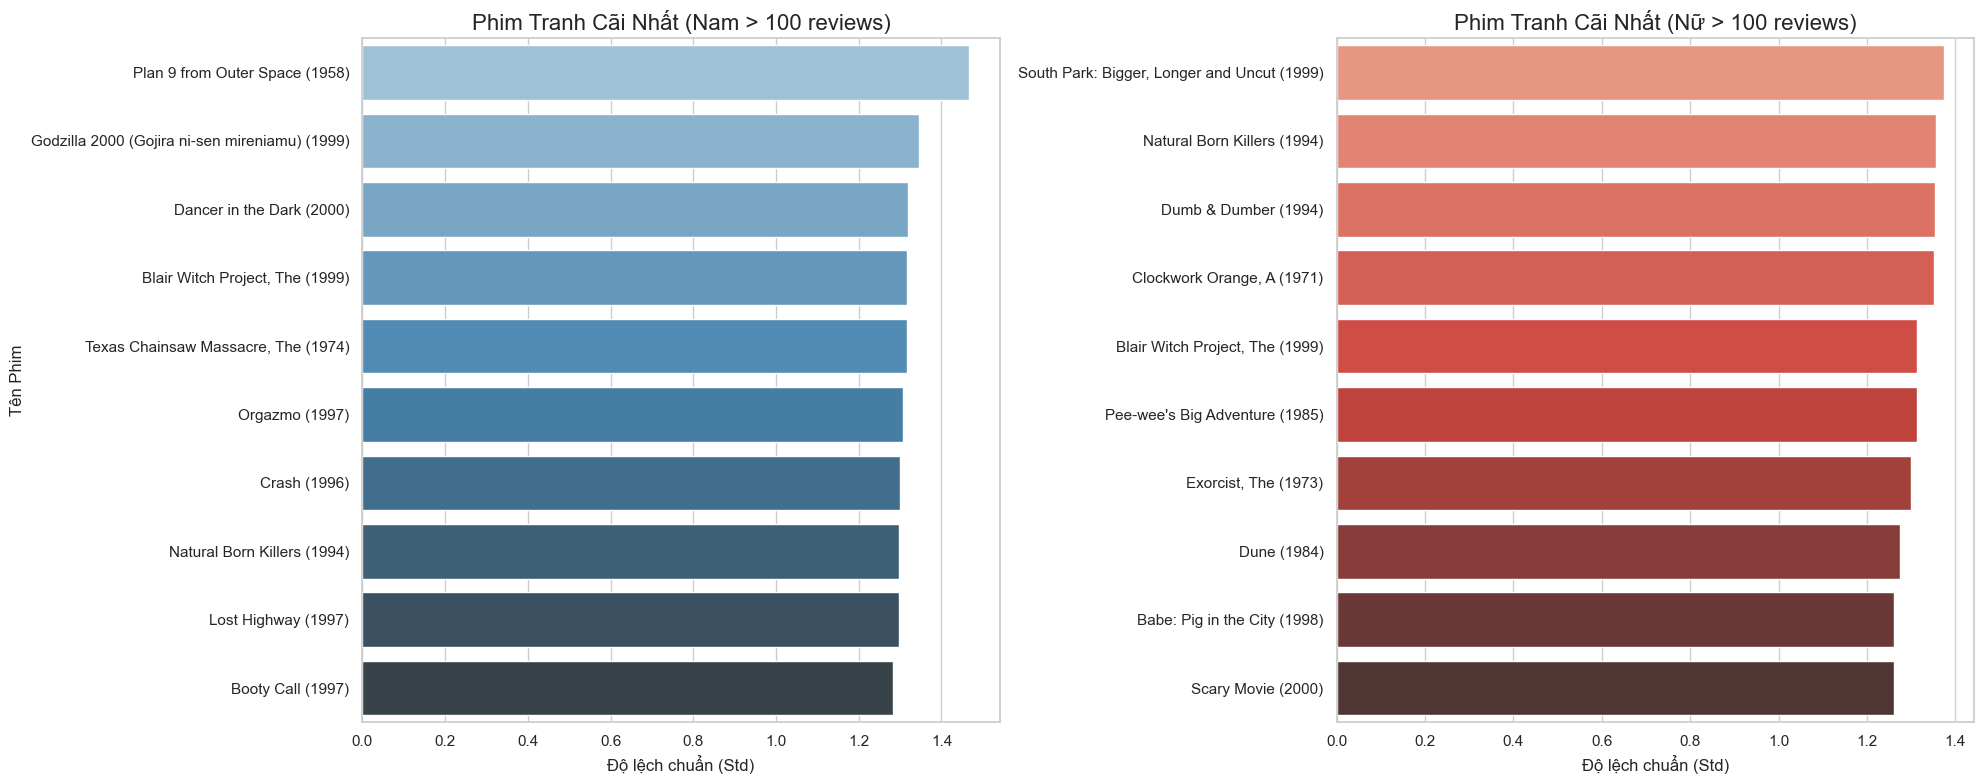 Phim Tranh Cãi Nhất (Nam > 100 reviews)
Tên Phim
Plan 9 from Outer Space (1958)
Godzilla 2000 (Gojira ni-sen mireniamu) (1999)
Dancer in the Dark (2000)
Blair Witch Project, The (1999)
Texas Chainsaw Massacre, The (1974)
Orgazmo (1997)
Crash (1996)
Natural Born Killers (1994)
Lost Highway (1997)
Booty Call (1997)
0.0 0.2 0.4 0.6 0.8 1.0 1.2 1.4
Độ lệch chuẩn (Std)
Phim Tranh Cãi Nhất (Nữ > 100 reviews)
South Park: Bigger, Longer and Uncut (1999)
Natural Born Killers (1994)
Dumb & Dumber (1994)
Clockwork Orange, A (1971)
Blair Witch Project, The (1999)
Pee-wee's Big Adventure (1985)
Exorcist, The (1973)
Dune (1984)
Babe: Pig in the City (1998)
Scary Movie (2000)
0.0 0.2 0.4 0.6 0.8 1.0 1.2 1.4
Độ lệch chuẩn (Std)